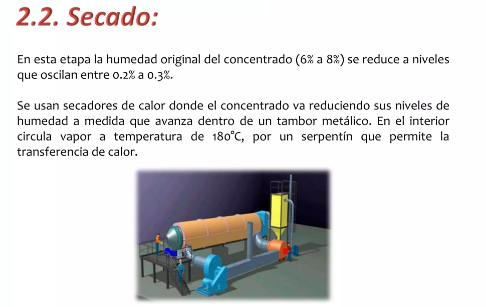 2.2. Secado:
En esta etapa la humedad original del concentrado (6% a 8%) se reduce a niveles
que oscilan entre 0.2% a 0.3%.
Se usan secadores de calor donde el concentrado va reduciendo sus niveles de
humedad a medida que avanza dentro de un tambor metálico. En el interior
circula vapor a temperatura de 180°C, por un serpentín que permite la
transferencia de calor.